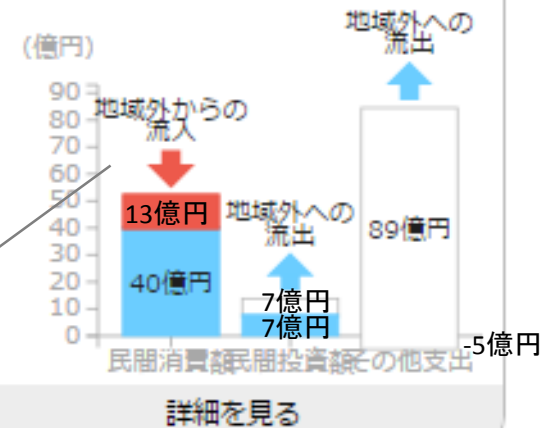 地域外への
流出
(億円)
90
80
地域外からの
流入
70
60
50
40
30
20
10
0
13億円
地域外への
流出
89億円
40億円
7億円
7億円
-5億円
民間消費額
民間投資額
その他支出
詳細を見る